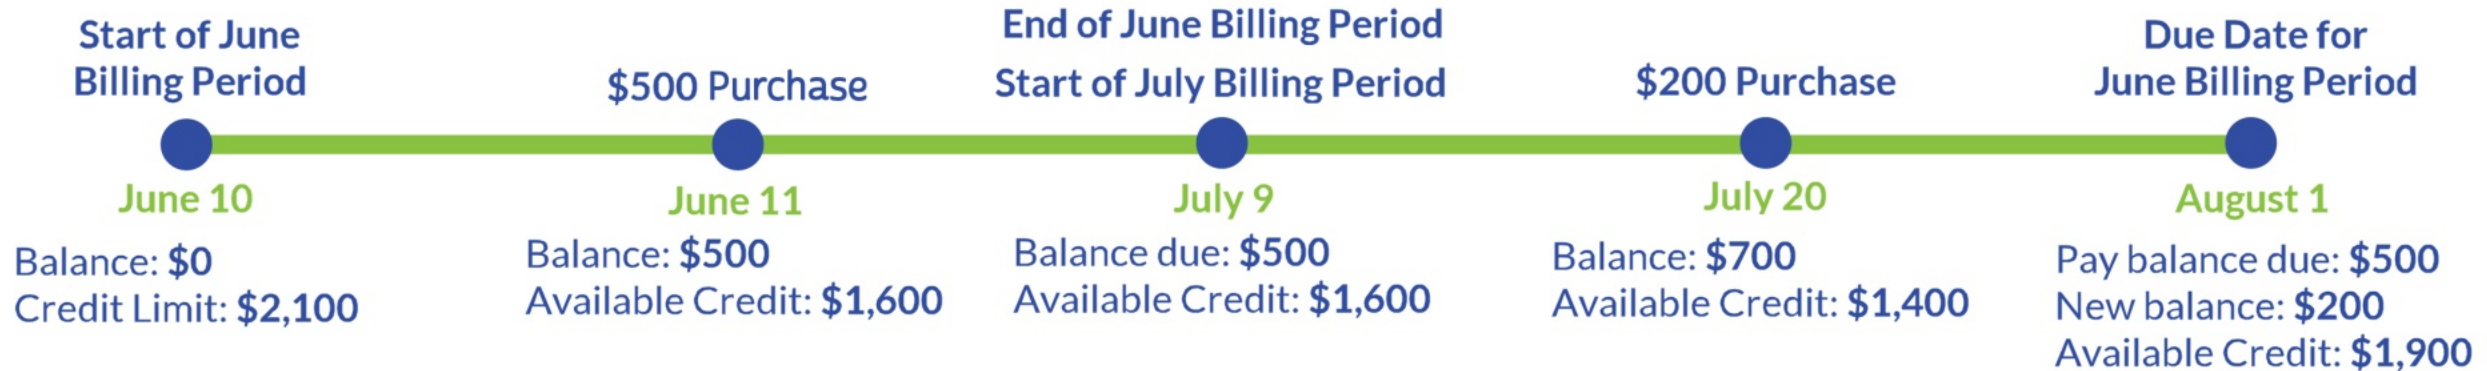 Start of June
Billing Period
June 10
Balance: $0
Credit Limit: $2,100
$500 Purchase
June 11
Balance: $500
Available Credit: $1,600
End of June Billing Period
Start of July Billing Period
July 9
Balance due: $500
Available Credit: $1,600
$200 Purchase
July 20
Balance: $700
Available Credit: $1,400
Due Date for
June Billing Period
August 1
Pay balance due: $500
New balance: $200
Available Credit: $1,900